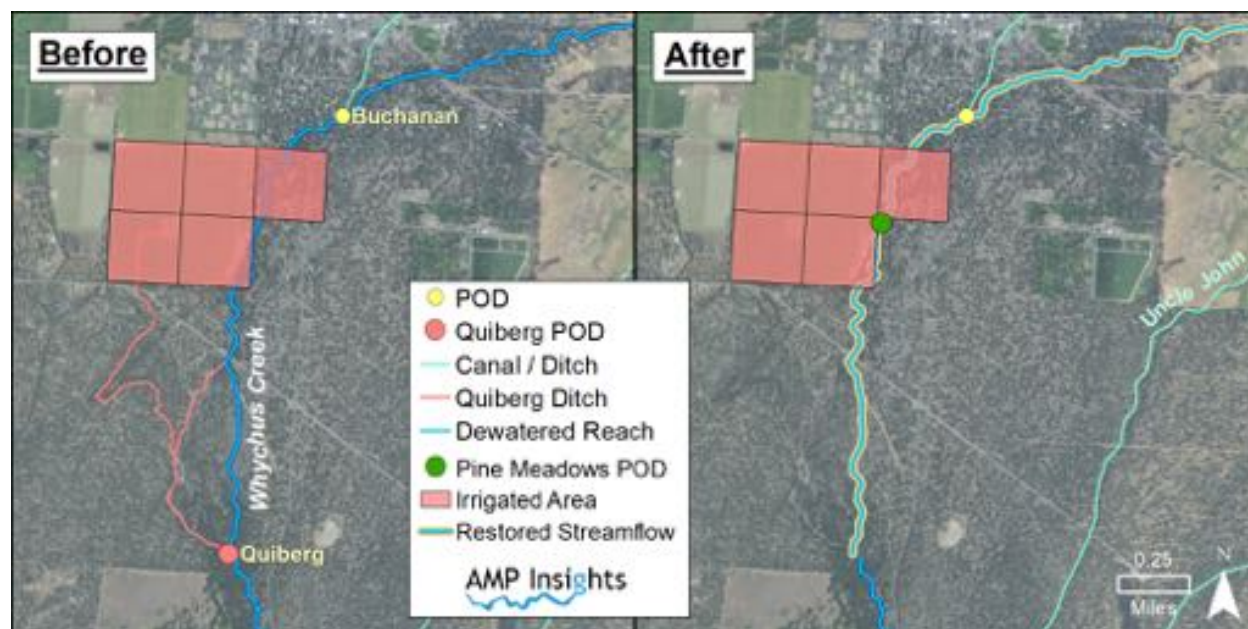 Before
After
Buchanan
Whychus Creek
Quiberg
POD
Quiberg POD
Canal / Ditch
Quiberg Ditch
Dewatered Reach
Pine Meadows POD
Irrigated Area
Restored Streamflow
AMP Insights
Uncle John
0.25
Miles
N